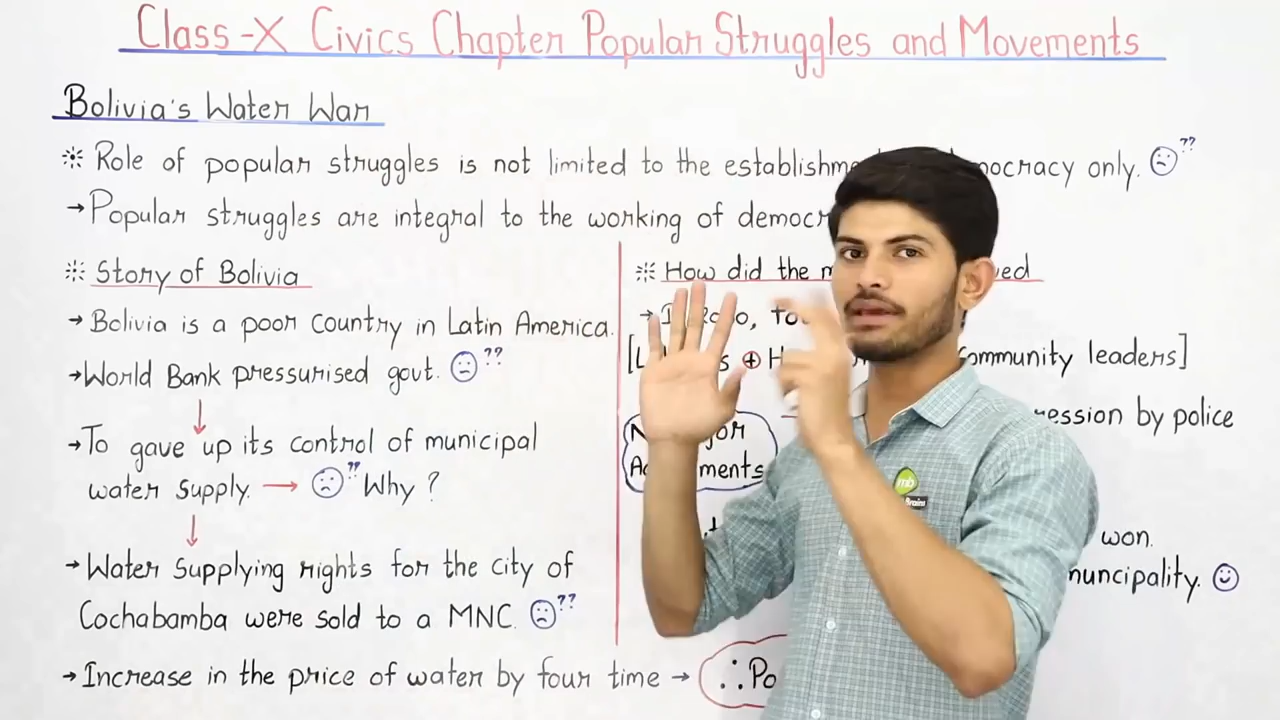 Class-X Civics Chapter Popular Struggles and Movements
Bolivia's Water War
Role of popular struggles is not limited to the only. ??
→ Popular struggles are integral to the working of
Story of Bolivia
→ Bolivia is a poor country in Latin America.
→ World Bank pressurised govt. ??
→ To gave up its control of municipal
water supply. → ?? Why ?
→ Water supplying rights for the city of
Cochabamba were sold to a MNC. ??
→ Increase in the price of water by four time →
How did the
+ community leaders]
by police
won.
muncipality.
∴ Po
mb